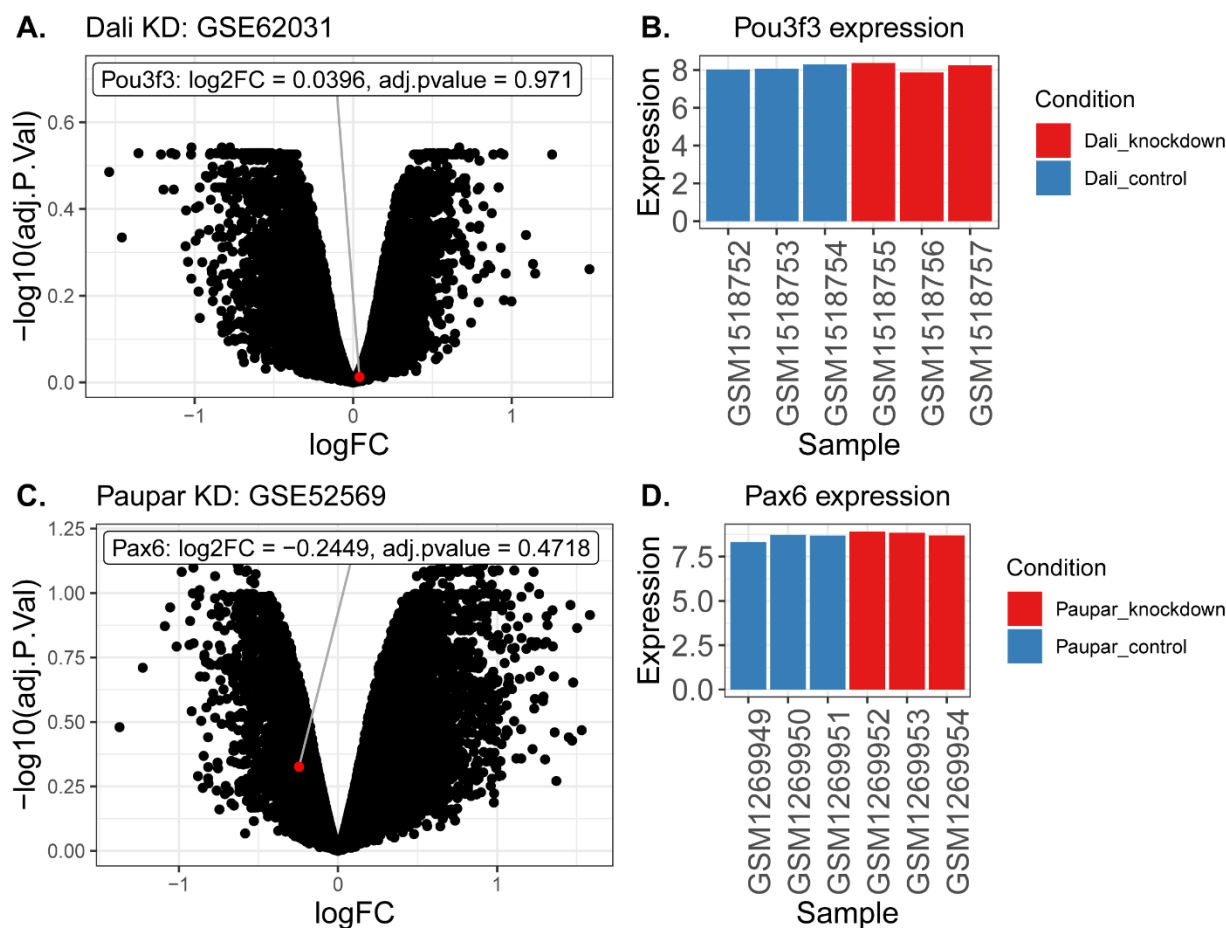 A. Dali KD: GSE62031
Pou3f3: log2FC = 0.0396, adj.pvalue = 0.971
−log10(adj.P.Val)
0.6
0.4
0.2
0.0
−1
0
1
logFC
B. Pou3f3 expression
Expression
8
6
4
2
0
GSM1518752
GSM1518753
GSM1518754
GSM1518755
GSM1518756
GSM1518757
Sample
Condition
Dali_knockdown
Dali_control
C. Paupar KD: GSE52569
Pax6: log2FC = −0.2449, adj.pvalue = 0.4718
−log10(adj.P.Val)
1.25
1.00
0.75
0.50
0.25
0.00
−1
0
1
logFC
D. Pax6 expression
Expression
7.5
5.0
2.5
0.0
GSM1269949
GSM1269950
GSM1269951
GSM1269952
GSM1269953
GSM1269954
Sample
Condition
Paupar_knockdown
Paupar_control